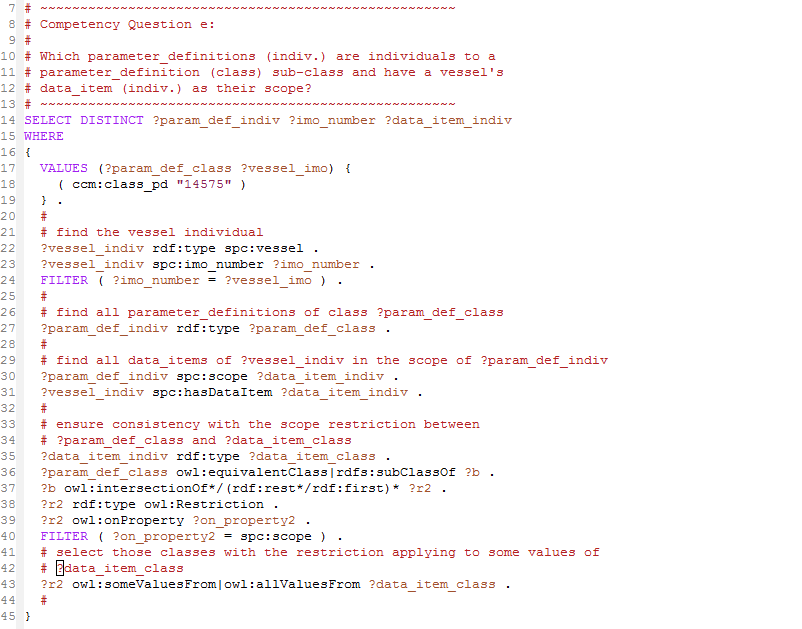 7 # ~~~~~~~~~~~~~~~~~~~~~~~~~~~~~~~~~~~~~~~~~~~~~~~~~~~~
8 # Competency Question e:
9 #
10 # Which parameter_definitions (indiv.) are individuals to a
11 # parameter_definition (class) sub-class and have a vessel's
12 # data_item (indiv.) as their scope?
13 # ~~~~~~~~~~~~~~~~~~~~~~~~~~~~~~~~~~~~~~~~~~~~~~~~~~~~
14 SELECT DISTINCT ?param_def_indiv ?imo_number ?data_item_indiv
15 WHERE
16 {
17   VALUES (?param_def_class ?vessel_imo) {
18     ( ccm:class_pd "14575" )
19   } .
20   #
21   # find the vessel individual
22   ?vessel_indiv rdf:type spc:vessel .
23   ?vessel_indiv spc:imo_number ?imo_number .
24   FILTER ( ?imo_number = ?vessel_imo ) .
25   #
26   # find all parameter_definitions of class ?param_def_class
27   ?param_def_indiv rdf:type ?param_def_class .
28   #
29   # find all data_items of ?vessel_indiv in the scope of ?param_def_indiv
30   ?param_def_indiv spc:scope ?data_item_indiv .
31   ?vessel_indiv spc:hasDataItem ?data_item_indiv .
32   #
33   # ensure consistency with the scope restriction between
34   # ?param_def_class and ?data_item_class
35   ?data_item_indiv rdf:type ?data_item_class .
36   ?param_def_class owl:equivalentClass|rdfs:subClassOf ?b .
37   ?b owl:intersectionOf*/(rdf:rest*/rdf:first)* ?r2 .
38   ?r2 rdf:type owl:Restriction .
39   ?r2 owl:onProperty ?on_property2 .
40   FILTER ( ?on_property2 = spc:scope ) .
41   # select those classes with the restriction applying to some values of
42   # ?data_item_class
43   ?r2 owl:someValuesFrom|owl:allValuesFrom ?data_item_class .
44   #
45 }